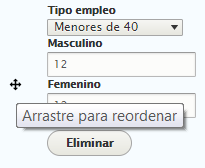 Tipo empleo
Menores de 40
Masculino
12
Femenino
Arrastre para reordenar
Eliminar